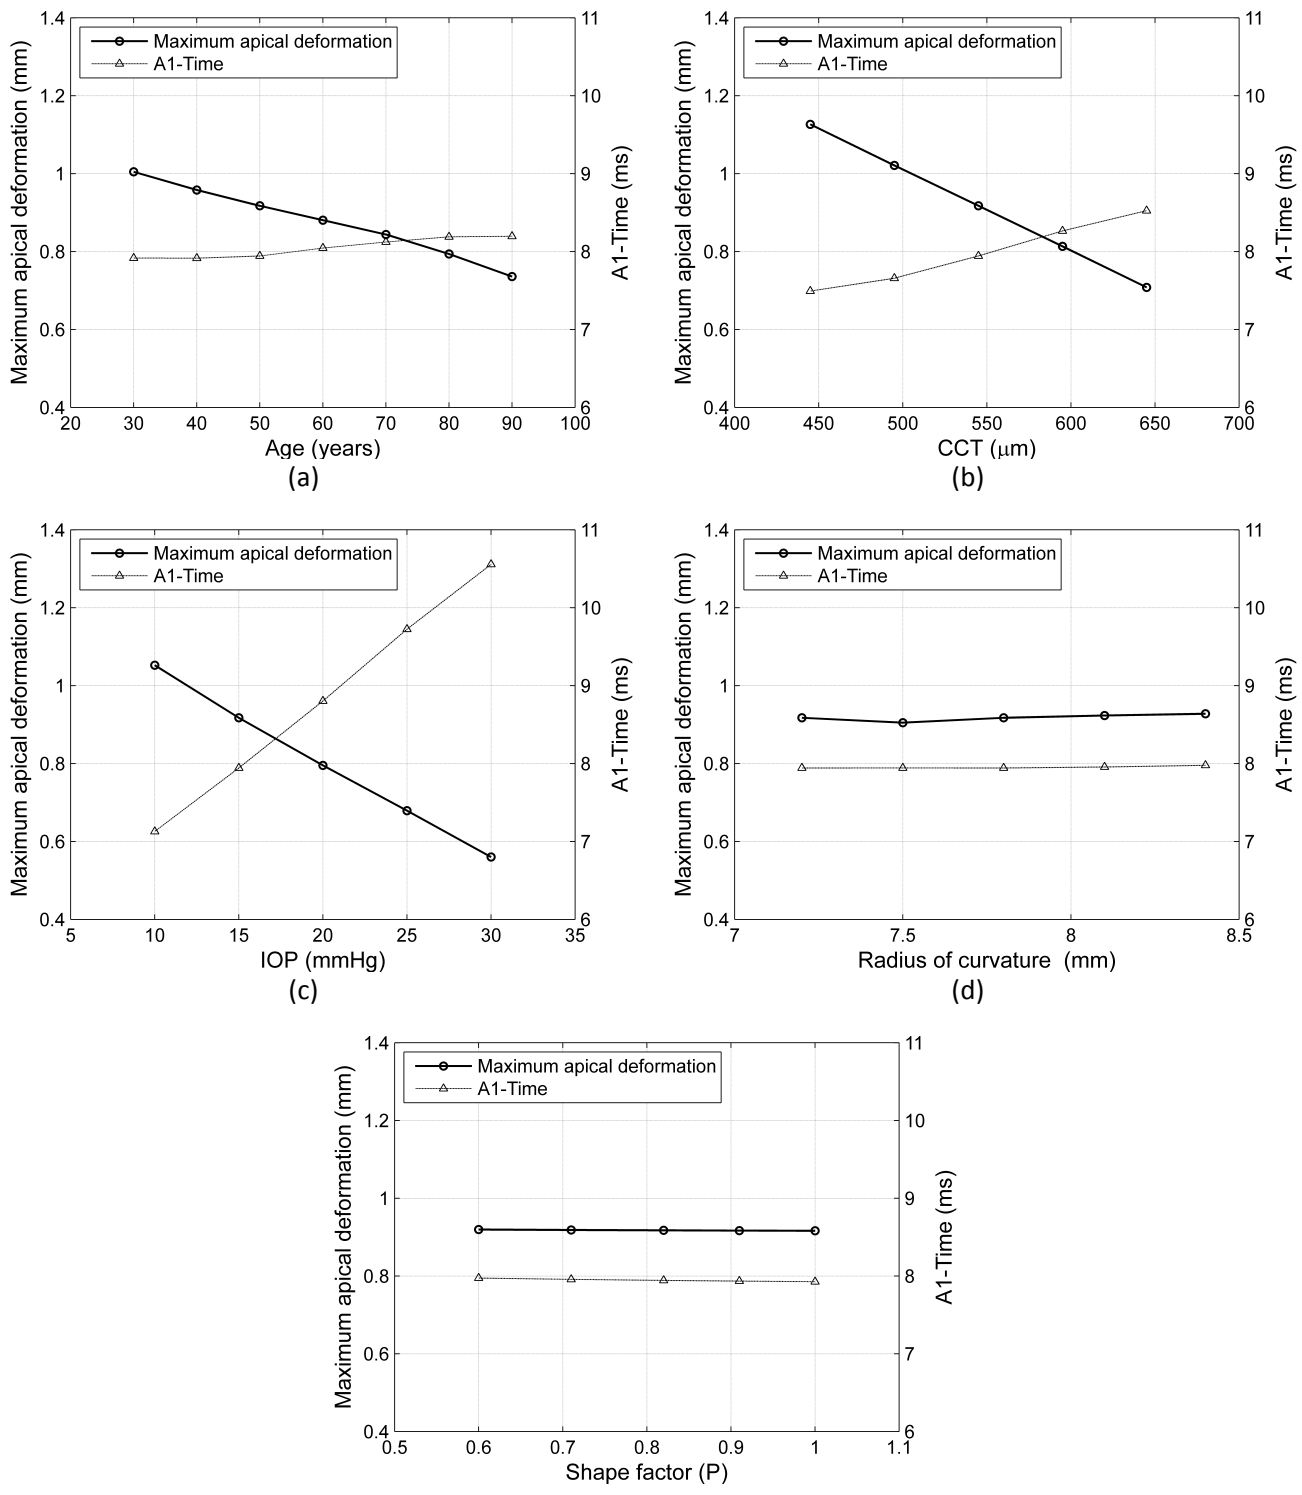 Maximum apical deformation
A1-Time
Maximum apical deformation (mm)
1.4
1.2
1
0.8
0.6
0.4
11
10
9
8
7
6
A1-Time (ms)
20 30 40 50 60 70 80 90 100
Age (years)
(a)
Maximum apical deformation
A1-Time
Maximum apical deformation (mm)
1.4
1.2
1
0.8
0.6
0.4
11
10
9
8
7
6
A1-Time (ms)
400 450 500 550 600 650 700
CCT (μm)
(b)
Maximum apical deformation
A1-Time
Maximum apical deformation (mm)
1.4
1.2
1
0.8
0.6
0.4
11
10
9
8
7
6
A1-Time (ms)
5 10 15 20 25 30 35
IOP (mmHg)
(c)
Maximum apical deformation
A1-Time
Maximum apical deformation (mm)
1.4
1.2
1
0.8
0.6
0.4
11
10
9
8
7
6
A1-Time (ms)
7 7.5 8 8.5
Radius of curvature (mm)
(d)
Maximum apical deformation
A1-Time
Maximum apical deformation (mm)
1.4
1.2
1
0.8
0.6
0.4
11
10
9
8
7
6
A1-Time (ms)
0.5 0.6 0.7 0.8 0.9 1 1.1
Shape factor (P)